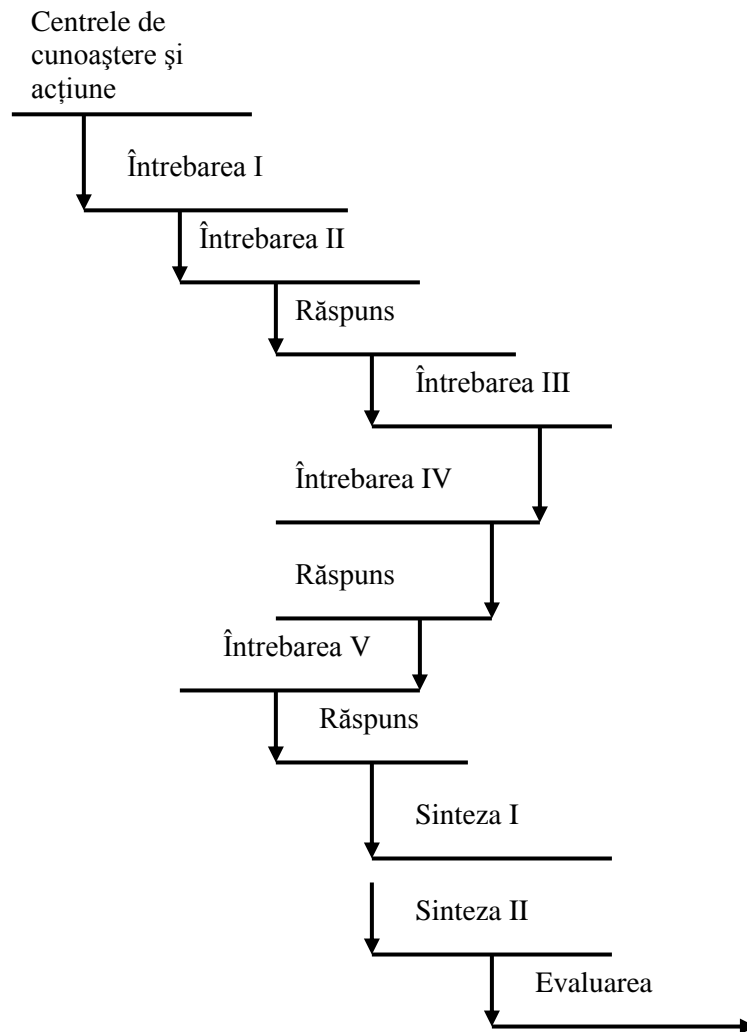 Centrele de
cunoaştere şi
acțiune
Întrebarea I
Întrebarea II
Răspuns
Întrebarea III
Întrebarea IV
Răspuns
Întrebarea V
Răspuns
Sinteza I
Sinteza II
Evaluarea